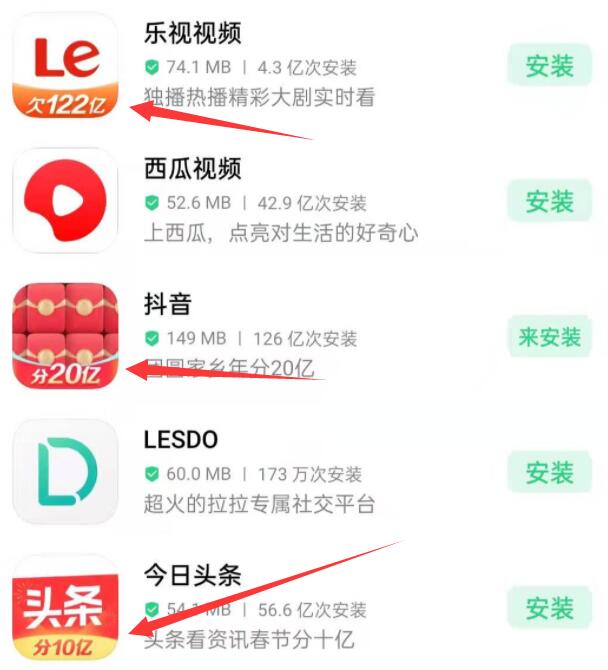 Le
欠122亿
乐视视频
74.1 MB | 4.3 亿次安装
独播热播精彩大剧实时看
安装
西瓜视频
52.6 MB | 42.9 亿次安装
上西瓜，点亮对生活的好奇心
安装
分20亿
抖音
149 MB | 126 亿次安装
团圆家乡年分20亿
来安装
LESDO
60.0 MB | 173 万次安装
超火的拉拉专属社交平台
安装
头条
分10亿
今日头条
54.1 MB | 56.6 亿次安装
头条看资讯春节分十亿
安装